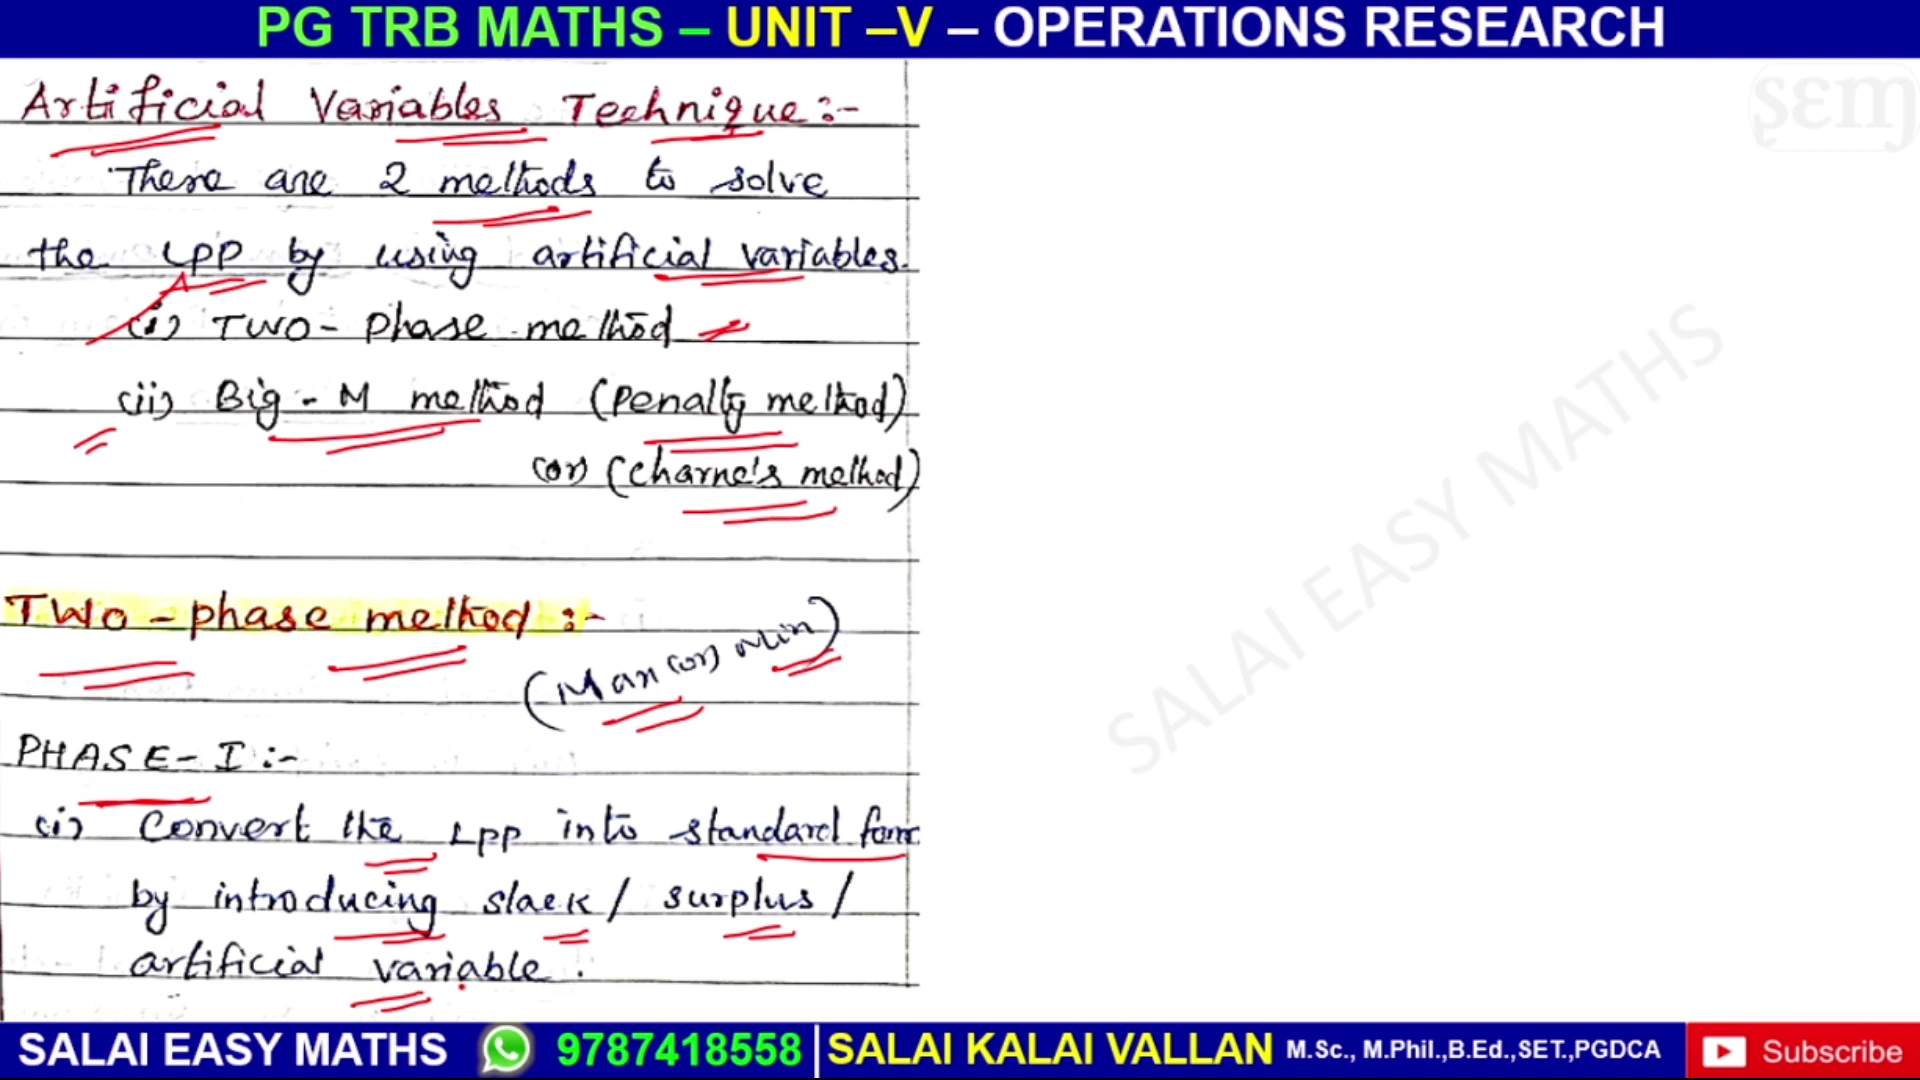 PG TRB MATHS – UNIT –V – OPERATIONS RESEARCH
sem
Artificial Variables Technique:-
There are 2 methods to solve
the LPP by using artificial variables.
(i) TWO- Phase method
(ii) Big - M method (Penalty method)
(or) (charne's method)
Two - phase method :-
(Max (or) Min)
PHASE- I :-
(i) Convert the LPP into standard form
by introducing slack / surplus /
artificial variable.
SALAI EASY MATHS
SALAI EASY MATHS 9787418558 SALAI KALAI VALLAN M.Sc., M.Phil.,B.Ed.,SET.,PGDCA Subscribe